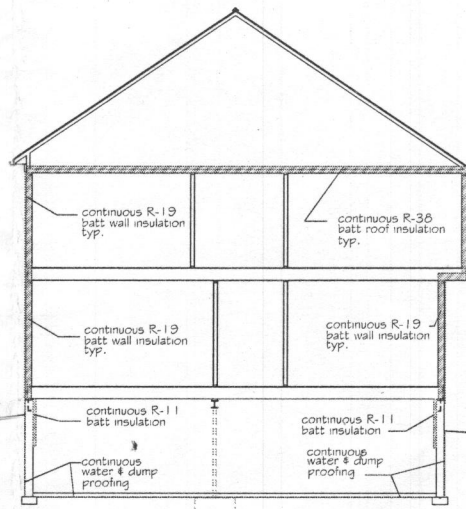 continuous R-19
batt wall insulation
typ.
continuous R-38
batt roof insulation
typ.
continuous R-19
batt wall insulation
typ.
continuous R-19
batt wall insulation
typ.
continuous R-11
batt insulation
continuous R-11
batt insulation
continuous
water & dump
proofing
continuous
water & dump
proofing